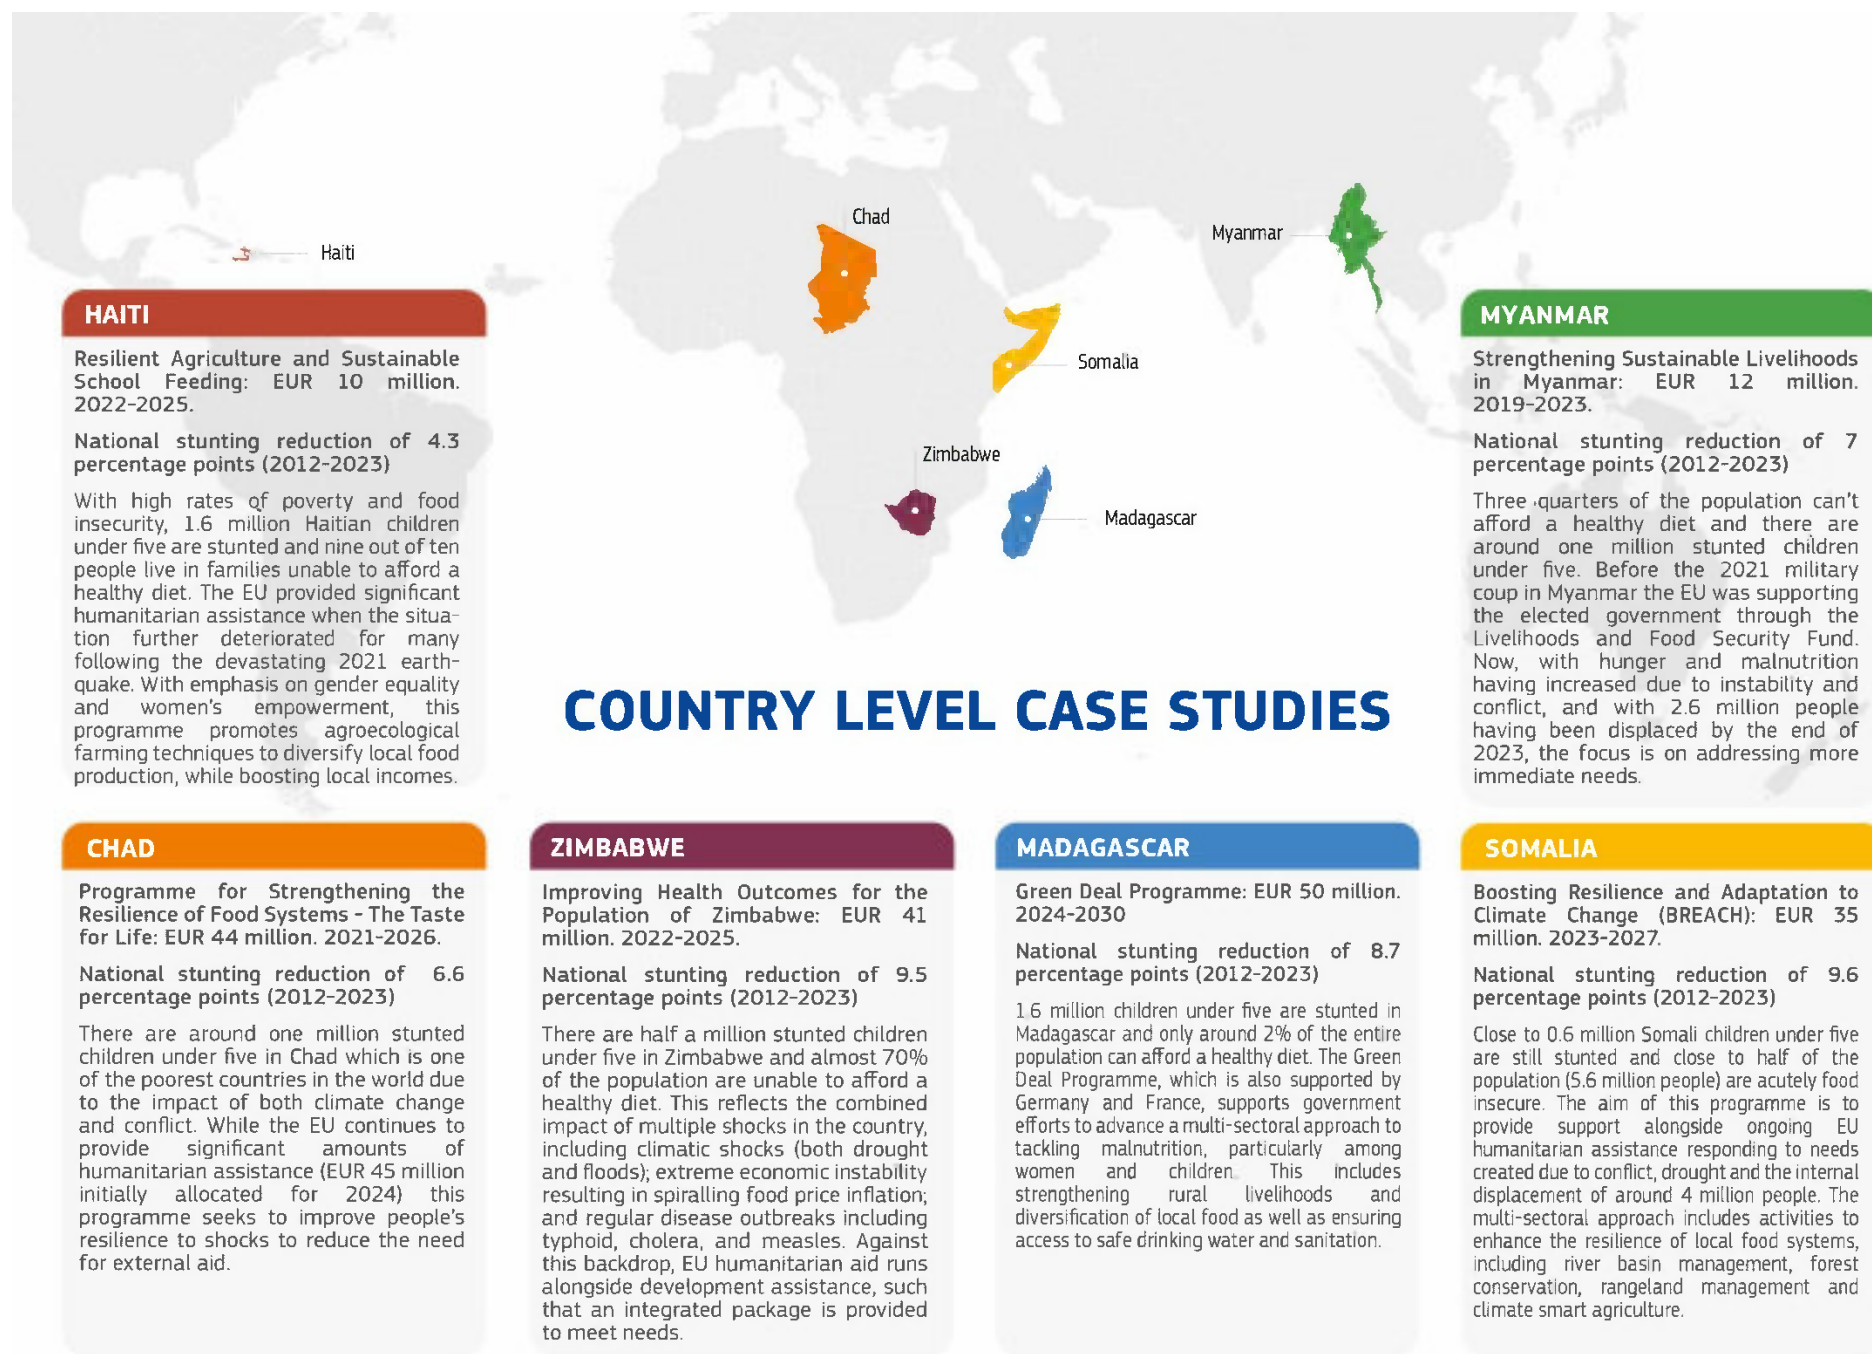 Chad
Myanmar
Haiti
Somalia
Zimbabwe
Madagascar
HAITI
Resilient Agriculture and Sustainable
School Feeding: EUR 10 million.
2022-2025.
National stunting reduction of 4.3
percentage points (2012-2023)
With high rates of poverty and food
insecurity, 1.6 million Haitian children
under five are stunted and nine out of ten
people live in families unable to afford a
healthy diet. The EU provided significant
humanitarian assistance when the situa-
tion further deteriorated for many
following the devastating 2021 earth-
quake. With emphasis on gender equality
and women's empowerment, this
programme promotes agroecological
farming techniques to diversify local food
production, while boosting local incomes.
MYANMAR
Strengthening Sustainable Livelihoods
in Myanmar: EUR 12 million.
2019-2023.
National stunting reduction of 7
percentage points (2012-2023)
Three quarters of the population can't
afford a healthy diet and there are
around one million stunted children
under five. Before the 2021 military
coup in Myanmar the EU was supporting
the elected government through the
Livelihoods and Food Security Fund.
Now, with hunger and malnutrition
having increased due to instability and
conflict, and with 2.6 million people
having been displaced by the end of
2023, the focus is on addressing more
immediate needs.
COUNTRY LEVEL CASE STUDIES
CHAD
Programme for Strengthening the
Resilience of Food Systems - The Taste
for Life: EUR 44 million. 2021-2026.
National stunting reduction of 6.6
percentage points (2012-2023)
There are around one million stunted
children under five in Chad which is one
of the poorest countries in the world due
to the impact of both climate change
and conflict. While the EU continues to
provide significant amounts of
humanitarian assistance (EUR 45 million
initially allocated for 2024) this
programme seeks to improve people's
resilience to shocks to reduce the need
for external aid.
ZIMBABWE
Improving Health Outcomes for the
Population of Zimbabwe: EUR 41
million. 2022-2025.
National stunting reduction of 9.5
percentage points (2012-2023)
There are half a million stunted children
under five in Zimbabwe and almost 70%
of the population are unable to afford a
healthy diet. This reflects the combined
impact of multiple shocks in the country,
including climatic shocks (both drought
and floods); extreme economic instability
resulting in spiralling food price inflation;
and regular disease outbreaks including
typhoid, cholera, and measles. Against
this backdrop, EU humanitarian aid runs
alongside development assistance, such
that an integrated package is provided
to meet needs.
MADAGASCAR
Green Deal Programme: EUR 50 million.
2024-2030
National stunting reduction of 8.7
percentage points (2012-2023)
1.6 million children under five are stunted in
Madagascar and only around 2% of the entire
population can afford a healthy diet. The Green
Deal Programme, which is also supported by
Germany and France, supports government
efforts to advance a multi-sectoral approach to
tackling malnutrition, particularly among
women and children. This includes
strengthening rural livelihoods and
diversification of local food as well as ensuring
access to safe drinking water and sanitation.
SOMALIA
Boosting Resilience and Adaptation to
Climate Change (BREACH): EUR 35
million. 2023-2027.
National stunting reduction of 9.6
percentage points (2012-2023)
Close to 0.6 million Somali children under five
are still stunted and close to half of the
population (5.6 million people) are acutely food
insecure. The aim of this programme is to
provide support alongside ongoing EU
humanitarian assistance responding to needs
created due to conflict, drought and the internal
displacement of around 4 million people. The
multi-sectoral approach includes activities to
enhance the resilience of local food systems,
including river basin management, forest
conservation, rangeland management and
climate smart agriculture.